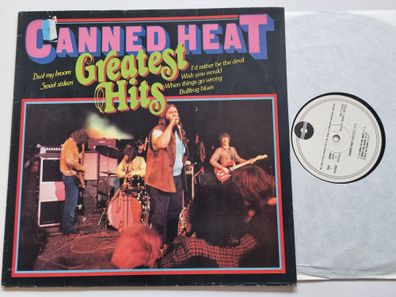 CANNED HEAT
Greatest
Hits
Dust my broom
Sweet sixteen
I'd rather be the devil
Wish you would
When things go wrong
Bullfrog blues